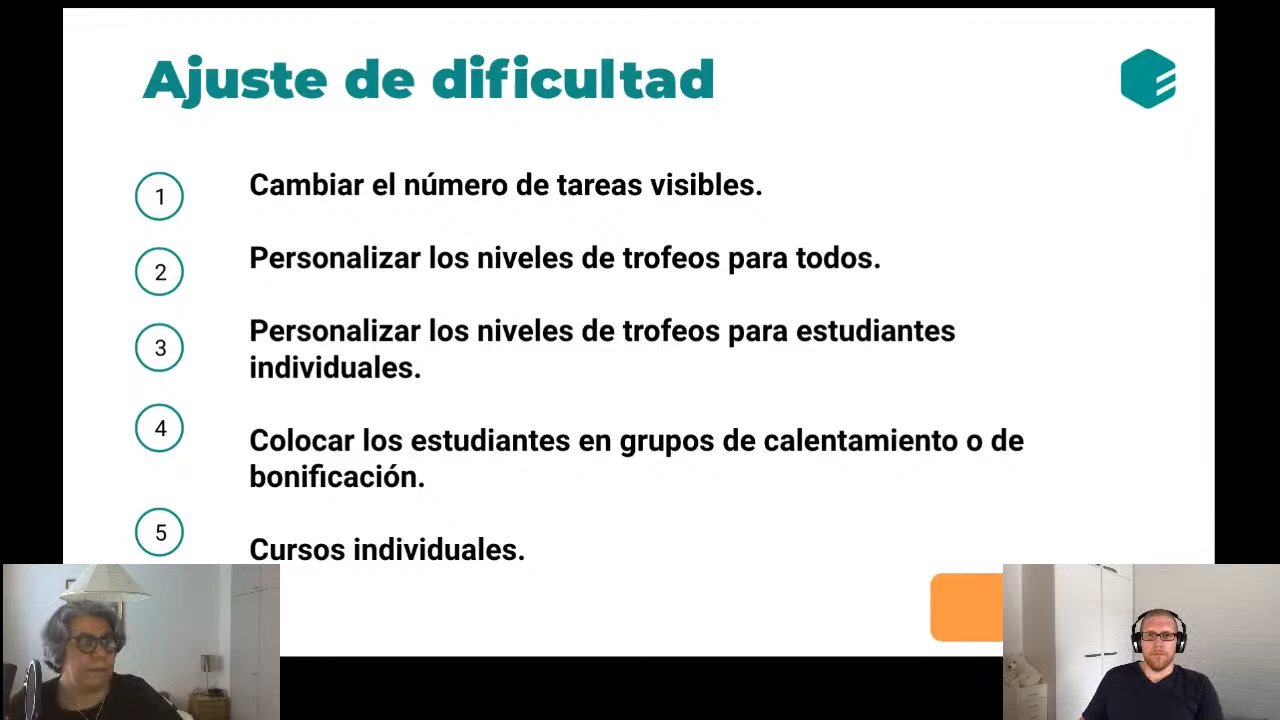 Ajuste de dificultad
1
Cambiar el número de tareas visibles.
2
Personalizar los niveles de trofeos para todos.
3
Personalizar los niveles de trofeos para estudiantes
individuales.
4
Colocar los estudiantes en grupos de calentamiento o de
bonificación.
5
Cursos individuales.